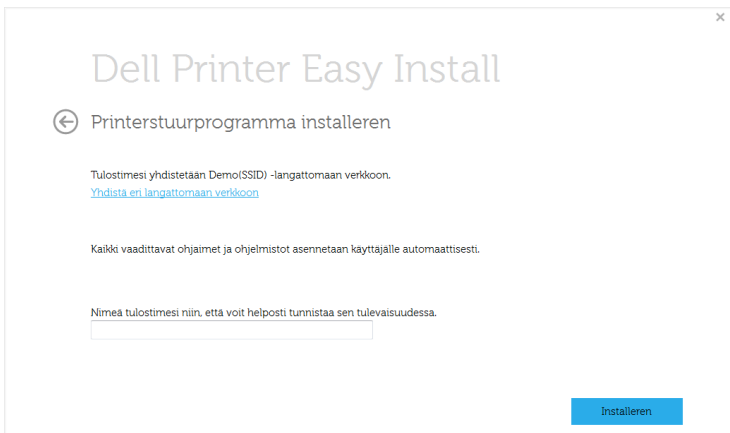 Dell Printer Easy Install
Printerstuurprogramma installeren
Tulostimesi yhdistetään Demo(SSID) -langattomaan verkkoon.
Yhdistä eri langattomaan verkkoon
Kaikki vaadittavat ohjaimet ja ohjelmistot asennetaan käyttäjälle automaattisesti.
Nimeä tulostimesi niin, että voit helposti tunnistaa sen tulevaisuudessa.
Installeren